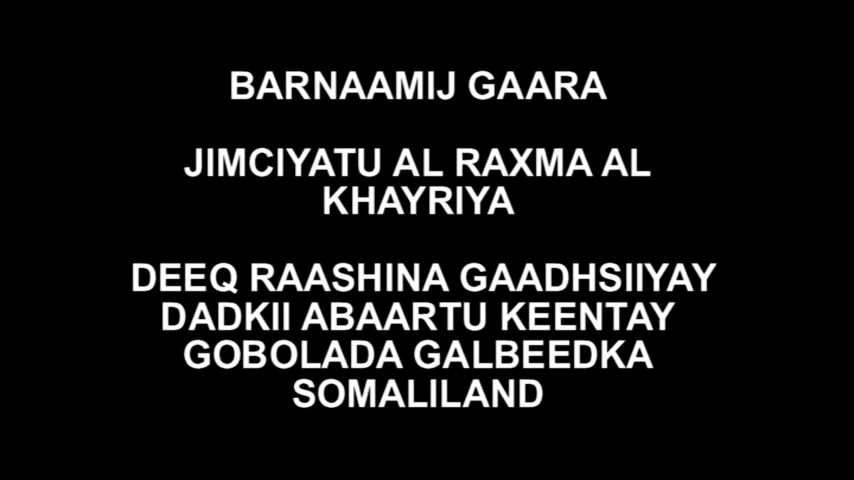 BARNAAMIJ GAARA
JIMCIYATU AL RAXMA AL
KHAYRIYA
DEEQ RAASHINA GAADHSIIYAY
DADKII ABAARTU KEENTAY
GOBOLADA GALBEEDKA
SOMALILAND